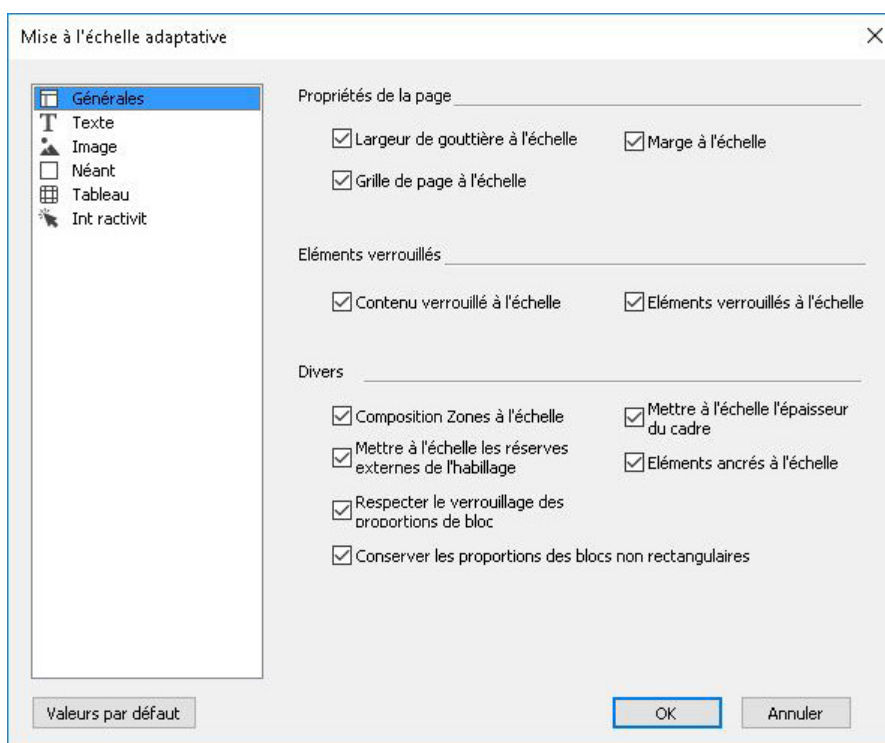 Mise à l'échelle adaptative
Générales
Texte
Image
Néant
Tableau
Int ractivit
Propriétés de la page
Largeur de gouttière à l'échelle
Marge à l'échelle
Grille de page à l'échelle
Eléments verrouillés
Contenu verrouillé à l'échelle
Eléments verrouillés à l'échelle
Divers
Composition Zones à l'échelle
Mettre à l'échelle l'épaisseur
du cadre
Mettre à l'échelle les réserves
externes de l'habillage
Eléments ancrés à l'échelle
Respecter le verrouillage des
proportions de bloc
Conserver les proportions des blocs non rectangulaires
Valeurs par défaut
OK
Annuler